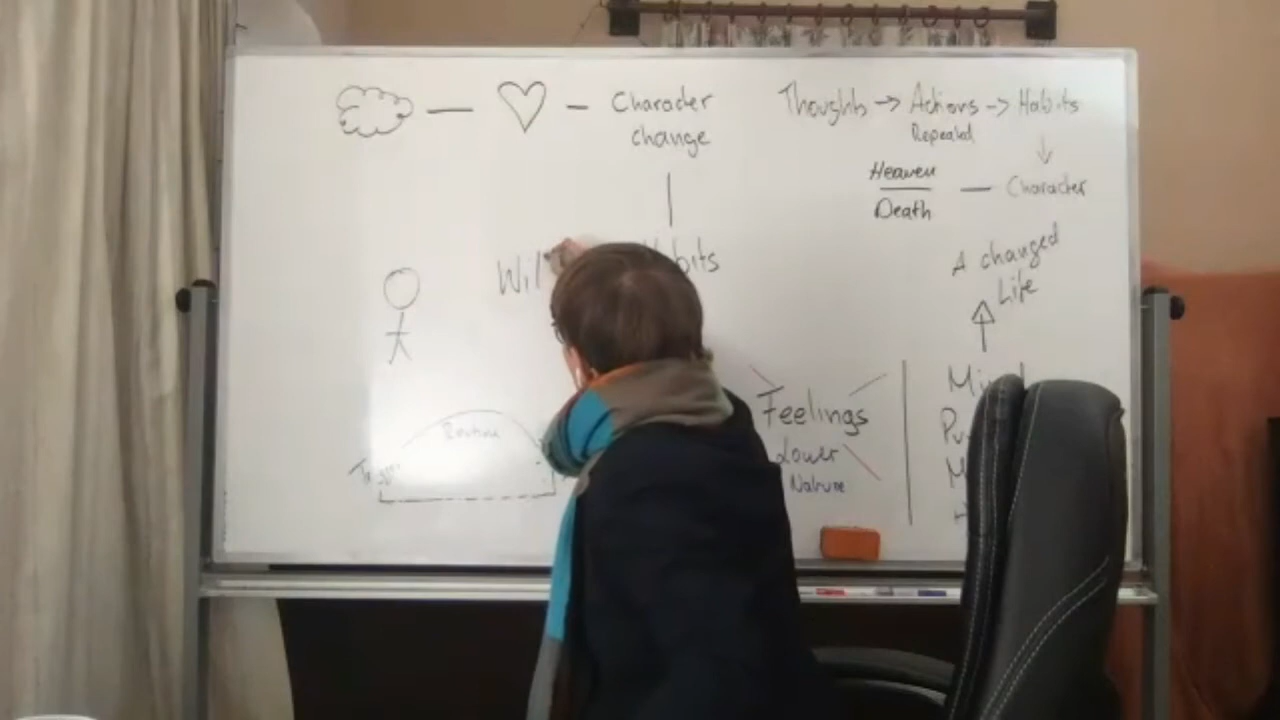 Character
change
Thoughts → Actions → Habits
Repeated
Heaven
Death
Character
A changed
Life
Feelings
Lower
Nature
Routine